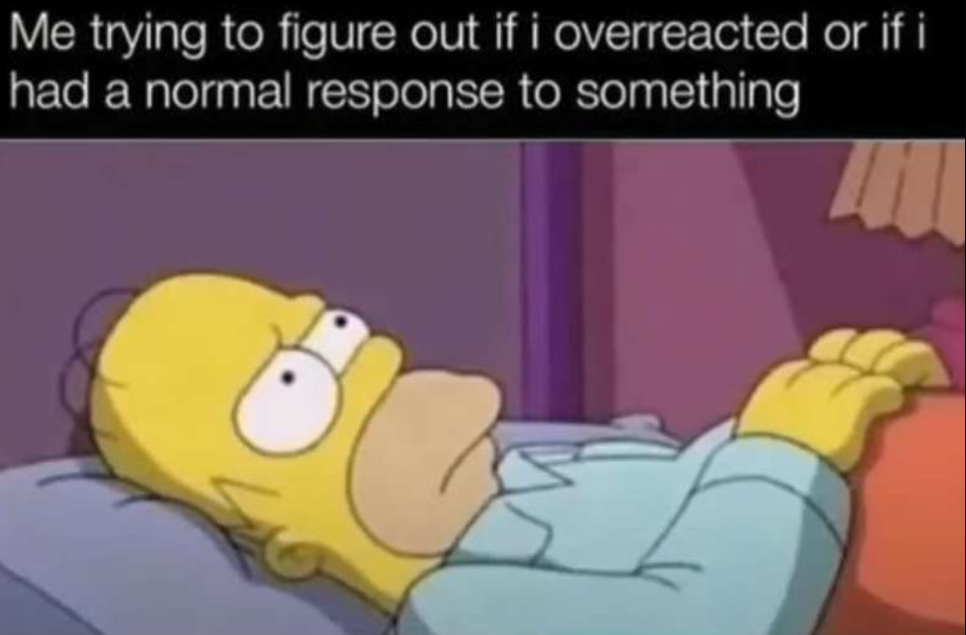 Me trying to figure out if i overreacted or if i
had a normal response to something